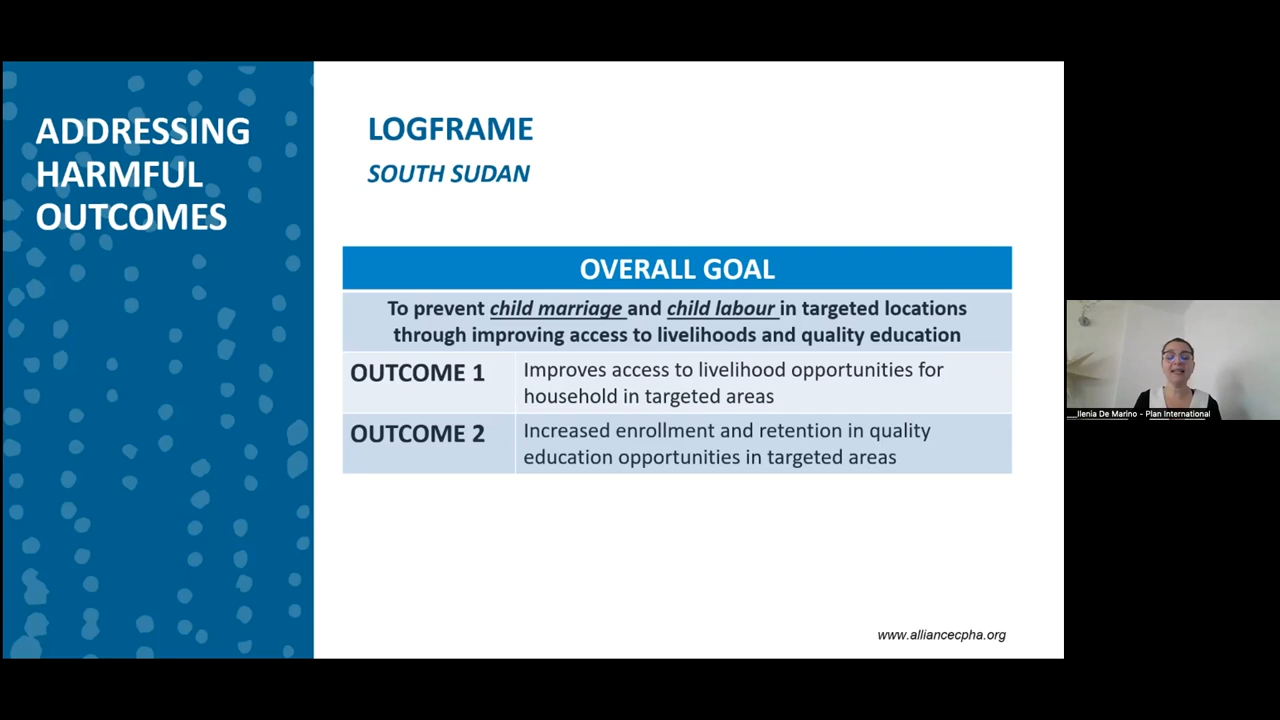 ADDRESSING
HARMFUL
OUTCOMES
LOGFRAME
SOUTH SUDAN
OVERALL GOAL
To prevent child marriage and child labour in targeted locations
through improving access to livelihoods and quality education
OUTCOME 1
Improves access to livelihood opportunities for
household in targeted areas
OUTCOME 2
Increased enrollment and retention in quality
education opportunities in targeted areas
www.alliancecpha.org
Ilenia De Marino - Plan International